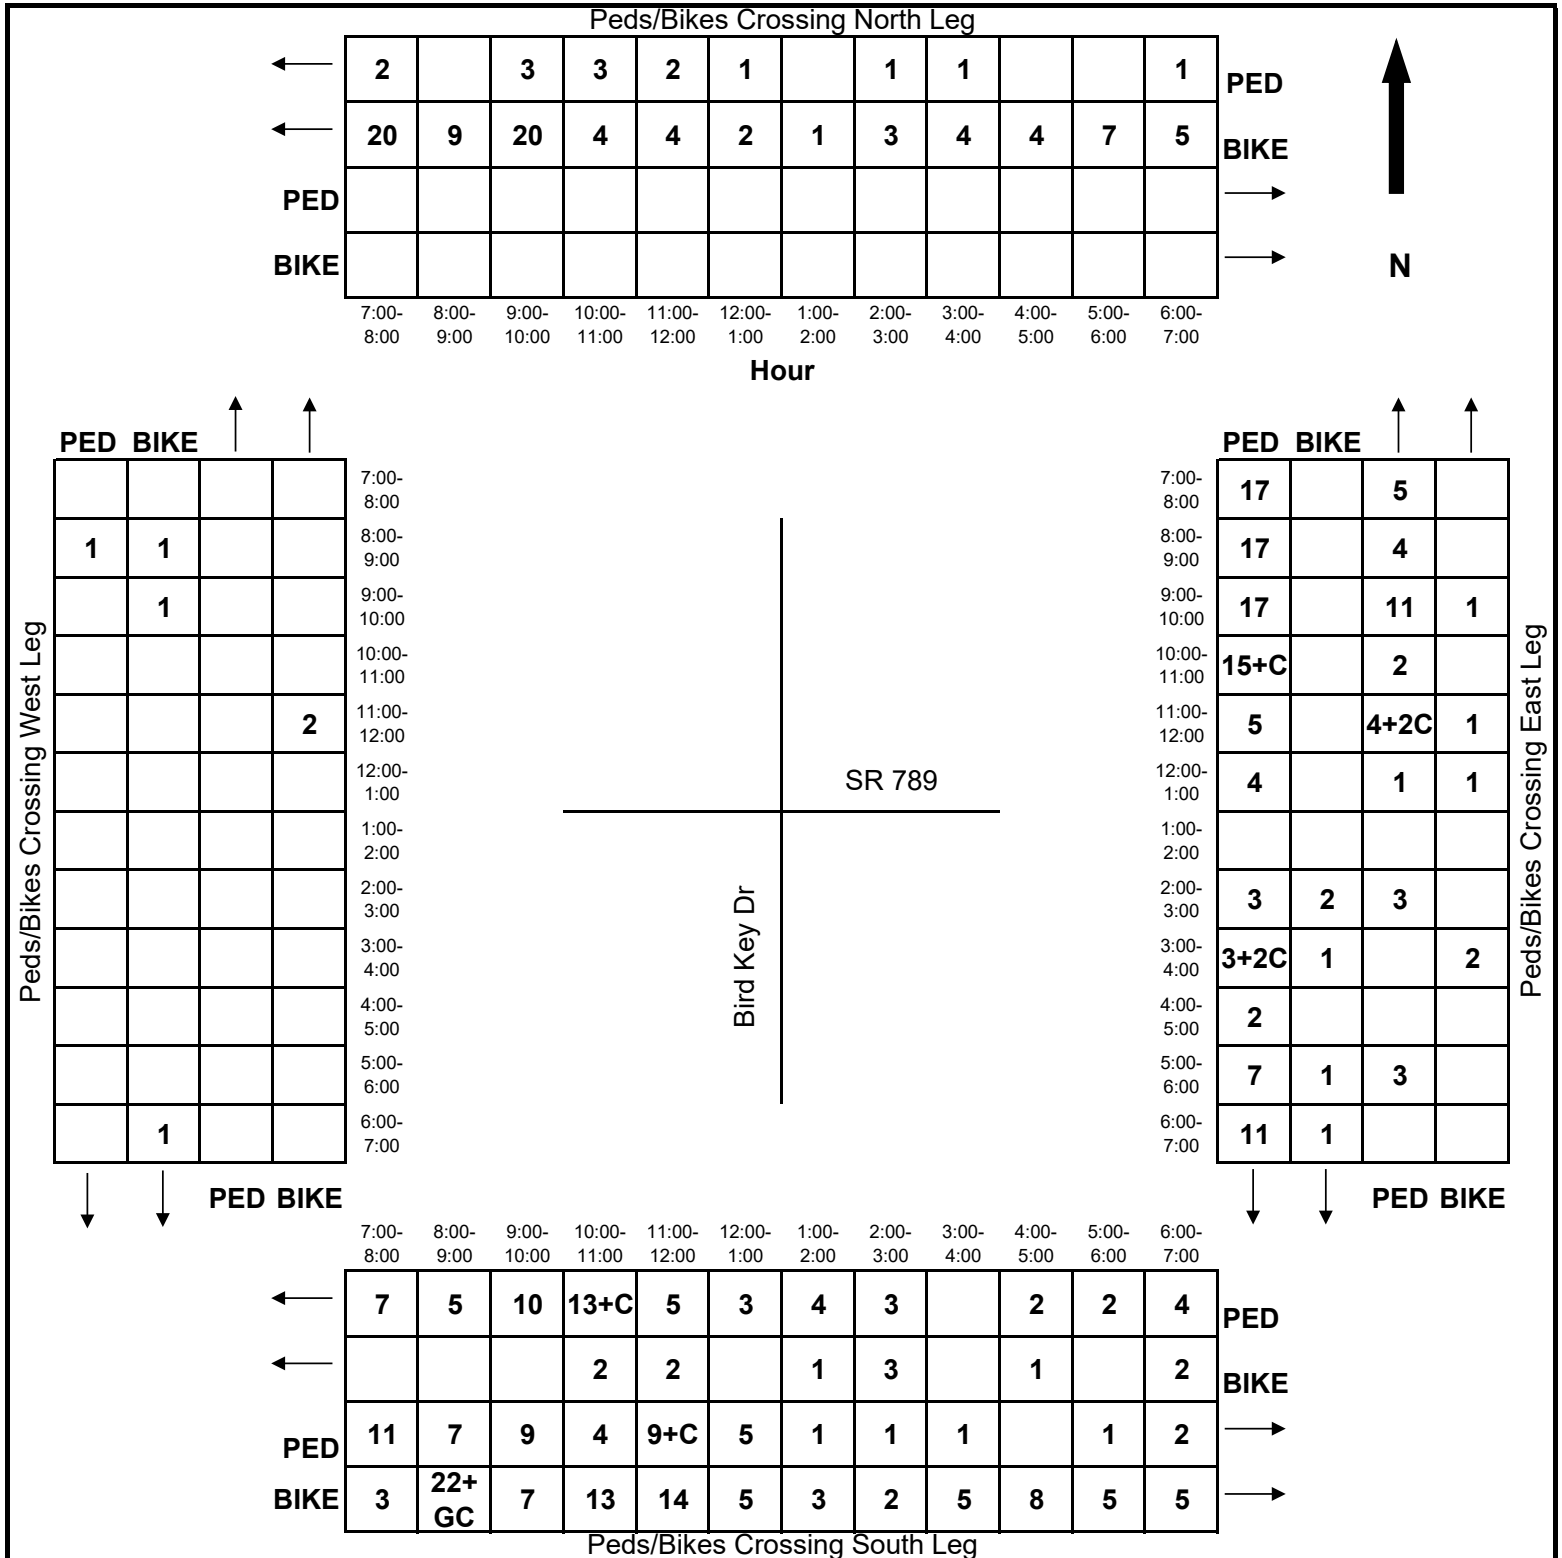 Peds/Bikes Crossing North Leg
2 3 3 2 1 1 1 1
PED
20 9 20 4 4 2 1 3 4 4 7 5
BIKE
PED
BIKE
N
7:00- 8:00- 9:00- 10:00- 11:00- 12:00- 1:00- 2:00- 3:00- 4:00- 5:00- 6:00-
8:00 9:00 10:00 11:00 12:00 1:00 2:00 3:00 4:00 5:00 6:00 7:00
Hour
Peds/Bikes Crossing West Leg
PED BIKE
1 1
1
2
1
PED BIKE
7:00-
8:00
8:00-
9:00
9:00-
10:00
10:00-
11:00
11:00-
12:00
12:00-
1:00
1:00-
2:00
2:00-
3:00
3:00-
4:00
4:00-
5:00
5:00-
6:00
6:00-
7:00
SR 789
Bird Key Dr
7:00-
8:00
8:00-
9:00
9:00-
10:00
10:00-
11:00
11:00-
12:00
12:00-
1:00
1:00-
2:00
2:00-
3:00
3:00-
4:00
4:00-
5:00
5:00-
6:00
6:00-
7:00
PED BIKE
17 5
17 4
17 11 1
15+C 2
5 4+2C 1
4 1 1
3 2 3
3+2C 1 2
2
7 1 3
11 1
PED BIKE
Peds/Bikes Crossing East Leg
7:00- 8:00- 9:00- 10:00- 11:00- 12:00- 1:00- 2:00- 3:00- 4:00- 5:00- 6:00-
8:00 9:00 10:00 11:00 12:00 1:00 2:00 3:00 4:00 5:00 6:00 7:00
7 5 10 13+C 5 3 4 3 2 2 4
PED
2 2 1 3 1 2
BIKE
PED 11 7 9 4 9+C 5 1 1 1 1 2
BIKE 3 22+
GC 7 13 14 5 3 2 5 8 5 5
Peds/Bikes Crossing South Leg